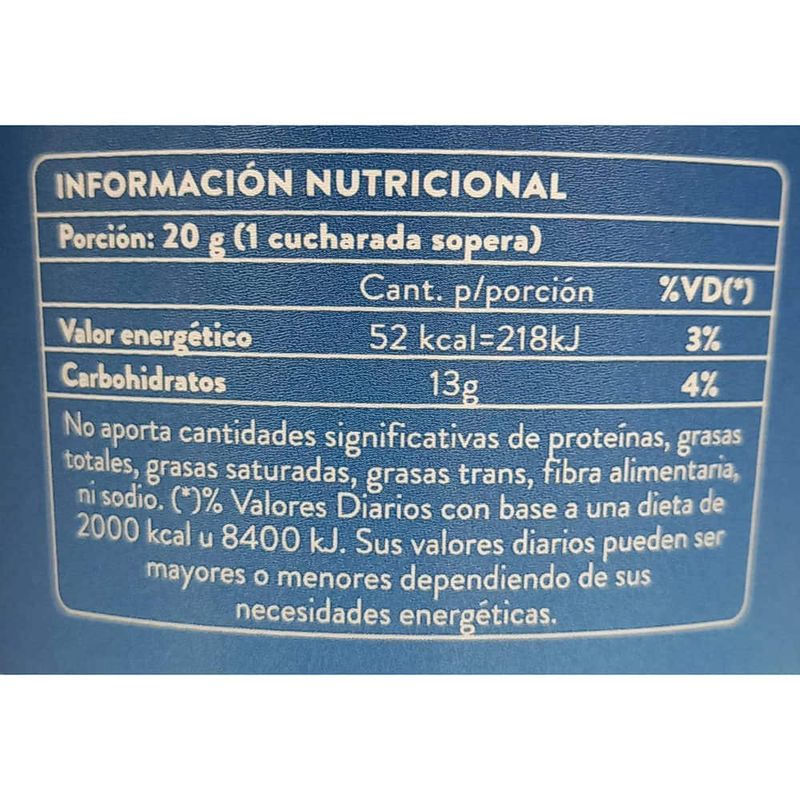 INFORMACIÓN NUTRICIONAL
Porción: 20 g (1 cucharada sopera)
Cant. p/porción %VD(*)
Valor energético 52 kcal=218kJ 3%
Carbohidratos 13g 4%
No aporta cantidades significativas de proteínas, grasas
totales, grasas saturadas, grasas trans, fibra alimentaria,
ni sodio. (*)% Valores Diarios con base a una dieta de
2000 kcal u 8400 kJ. Sus valores diarios pueden ser
mayores o menores dependiendo de sus
necesidades energéticas.